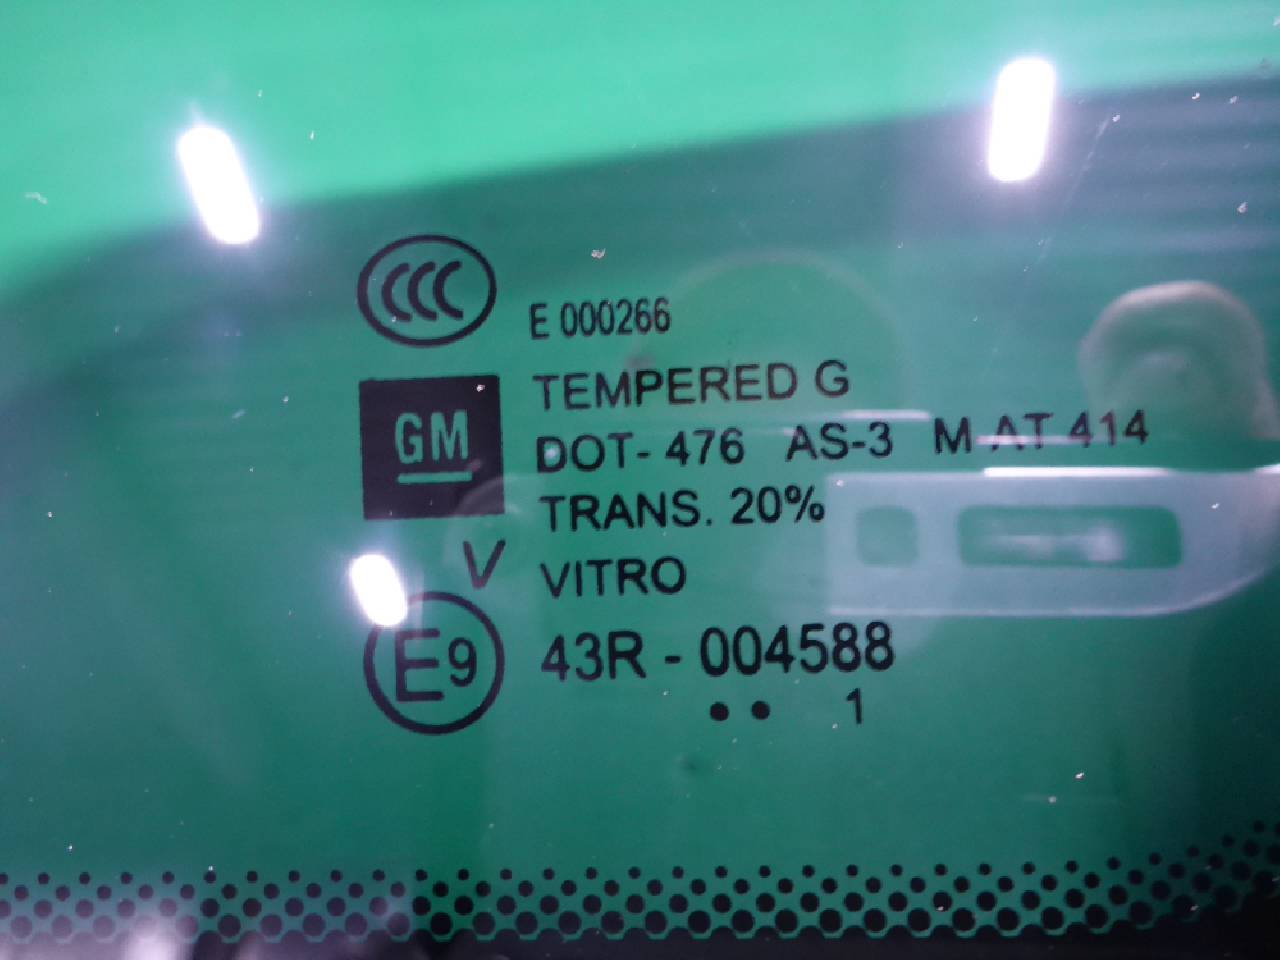 CCC
E 000266
TEMPERED G
GM
DOT- 476 AS-3 M AT 414
TRANS. 20%
V VITRO
E9 43R - 004588
•• 1